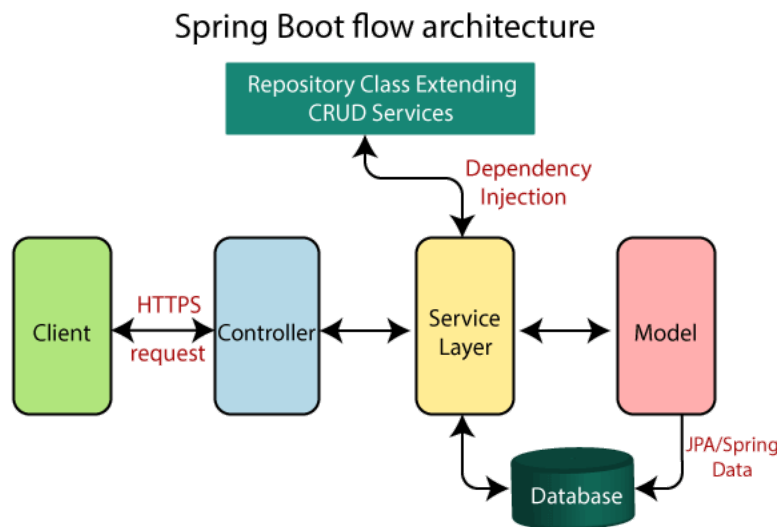 Spring Boot flow architecture
Repository Class Extending
CRUD Services
Dependency
Injection
Client
HTTPS
request
Controller
Service
Layer
Model
JPA/Spring
Data
Database